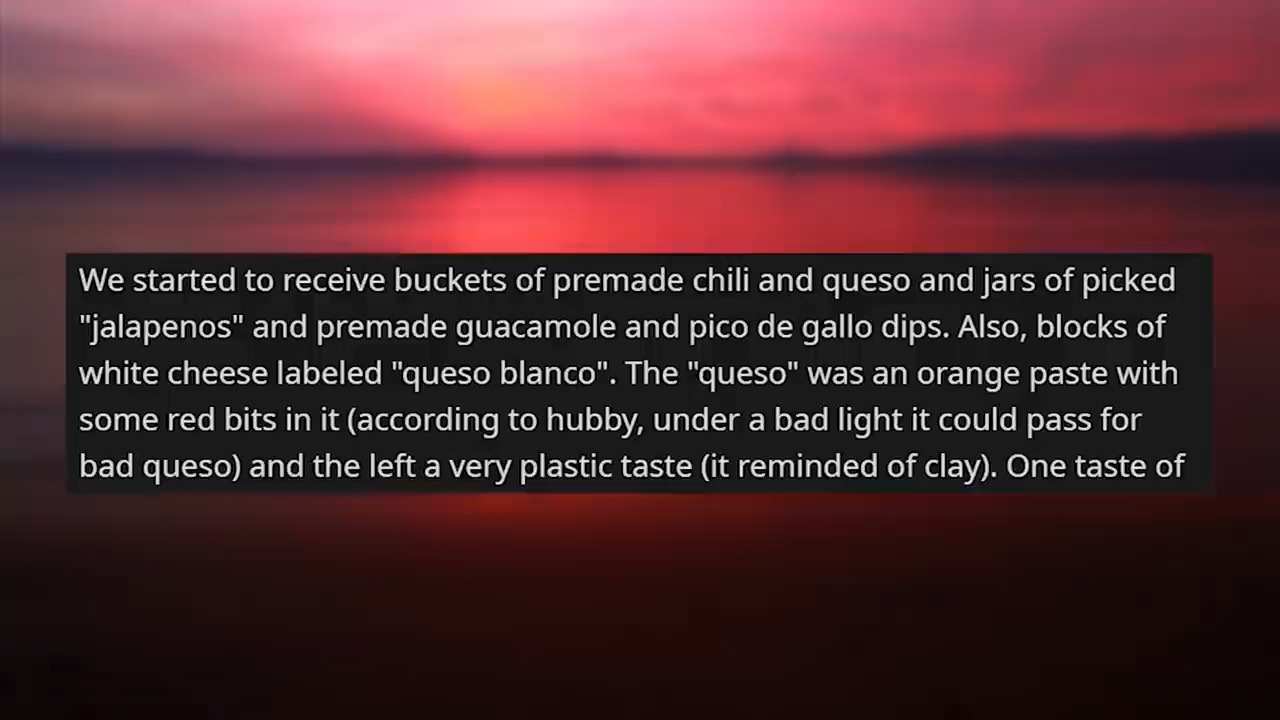 We started to receive buckets of premade chili and queso and jars of picked
"jalapenos" and premade guacamole and pico de gallo dips. Also, blocks of
white cheese labeled "queso blanco". The "queso" was an orange paste with
some red bits in it (according to hubby, under a bad light it could pass for
bad queso) and the left a very plastic taste (it reminded of clay). One taste of